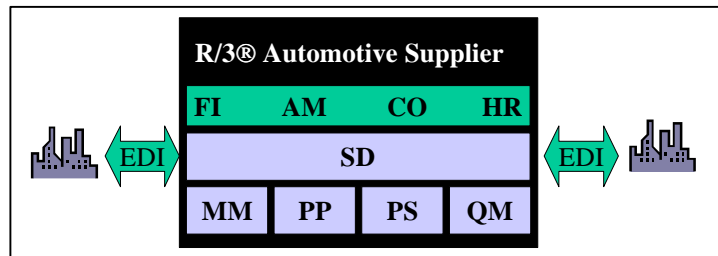 R/3® Automotive Supplier
FI AM CO HR
EDI SD EDI
MM PP PS QM